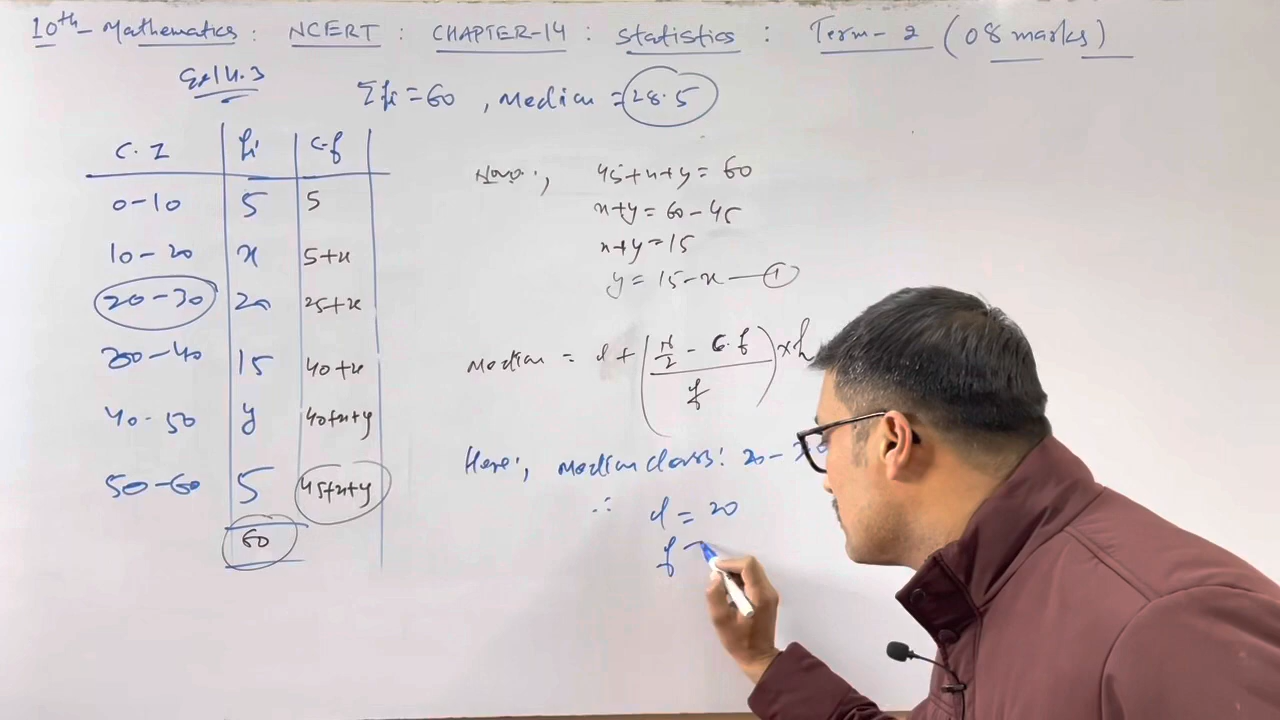 10th Mathematics : NCERT : CHAPTER-14 : Statistics : Term-2 (08 marks)
Ex 14.3
Σfi = 60 , Median = 28.5
C.I fi c.f
0-10 5 5
10-20 x 5+x
20-30 20 25+x
30-40 15 40+x
40-50 y 40+x+y
50-60 5 45+x+y
60
Now:, 45+x+y = 60
x+y = 60-45
x+y = 15
y = 15-x — ①
Median = l + (N/2 - C.f / f) × h
Here:, Median class: 20-30
∴ l = 20
f =